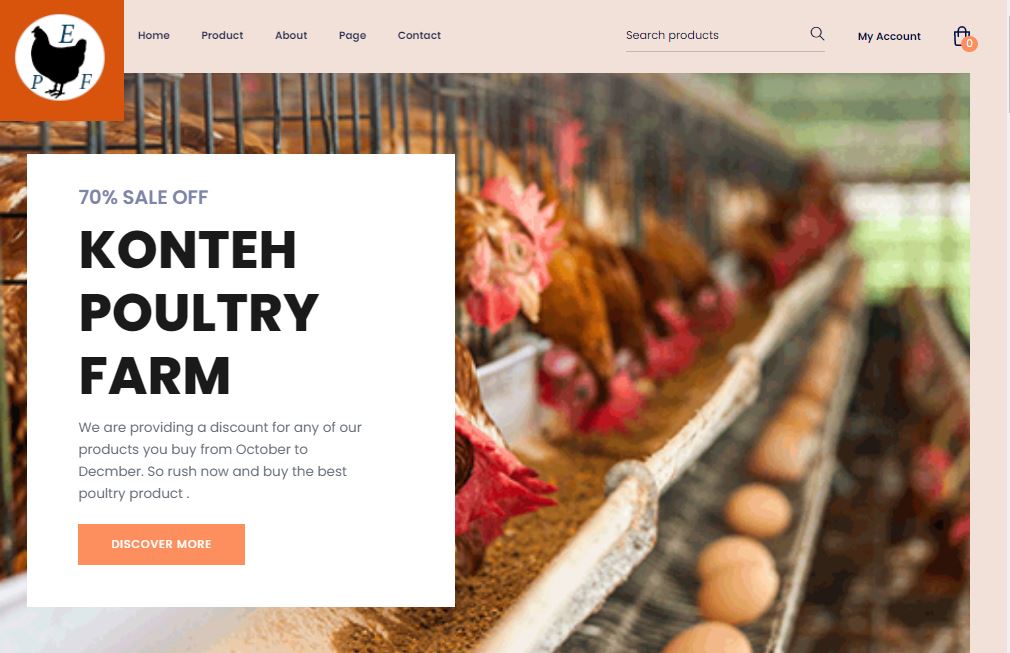 E
P F
Home Product About Page Contact
Search products
My Account
0
70% SALE OFF
KONTEH
POULTRY
FARM
We are providing a discount for any of our
products you buy from October to
Decmber. So rush now and buy the best
poultry product .
DISCOVER MORE